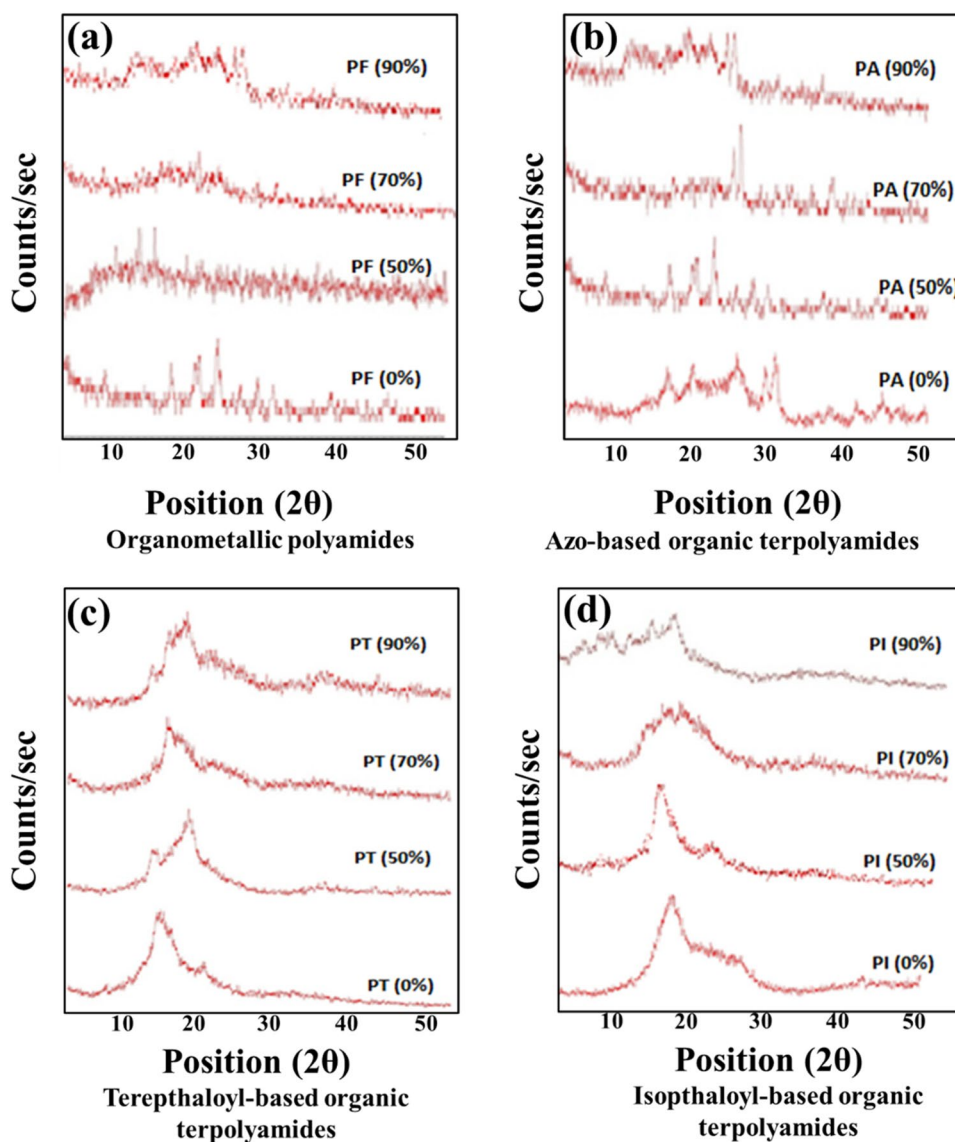 (a)
PF (90%)
PF (70%)
PF (50%)
PF (0%)
Counts/sec
10 20 30 40 50
Position (2θ)
Organometallic polyamides
(b)
PA (90%)
PA (70%)
PA (50%)
PA (0%)
Counts/sec
10 20 30 40 50
Position (2θ)
Azo-based organic terpolyamides
(c)
PT (90%)
PT (70%)
PT (50%)
PT (0%)
Counts/sec
10 20 30 40 50
Position (2θ)
Terepthaloyl-based organic
terpolyamides
(d)
PI (90%)
PI (70%)
PI (50%)
PI (0%)
Counts/sec
10 20 30 40 50
Position (2θ)
Isopthaloyl-based organic
terpolyamides